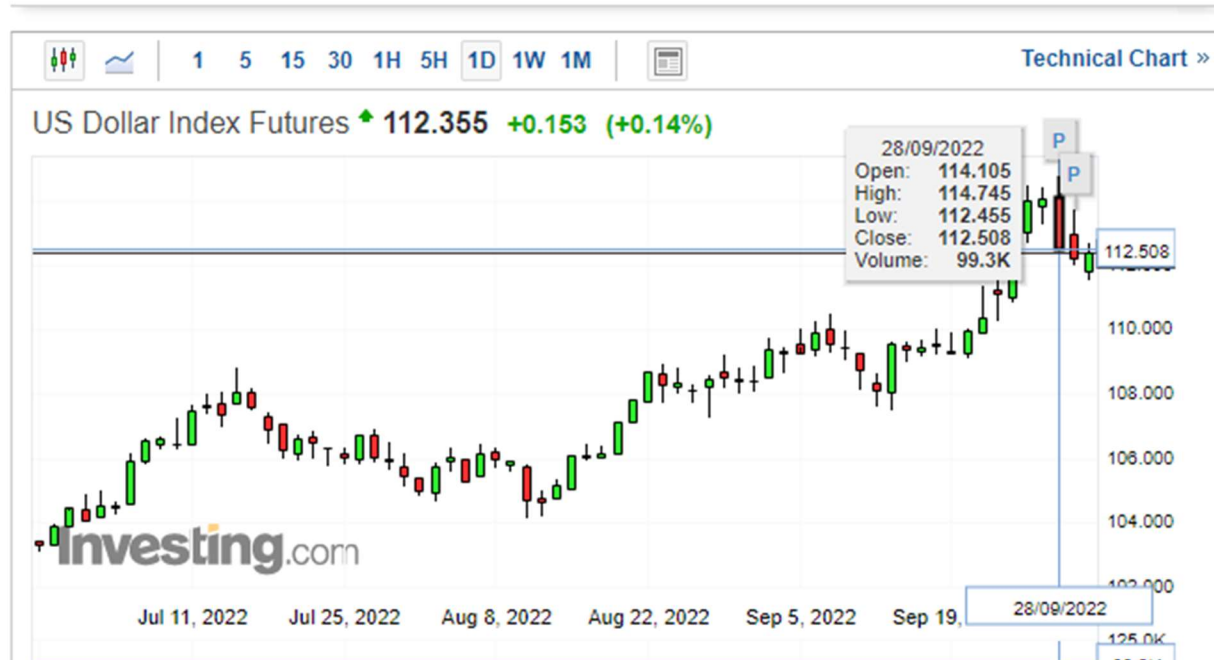 1 5 15 30 1H 5H 1D 1W 1M Technical Chart »
US Dollar Index Futures 112.355 +0.153 (+0.14%)
28/09/2022
Open: 114.105
High: 114.745
Low: 112.455
Close: 112.508
Volume: 99.3K
P
P
112.508
110.000
108.000
106.000
104.000
102.000
Investing.com
Jul 11, 2022 Jul 25, 2022 Aug 8, 2022 Aug 22, 2022 Sep 5, 2022 Sep 19, 28/09/2022
125.0K